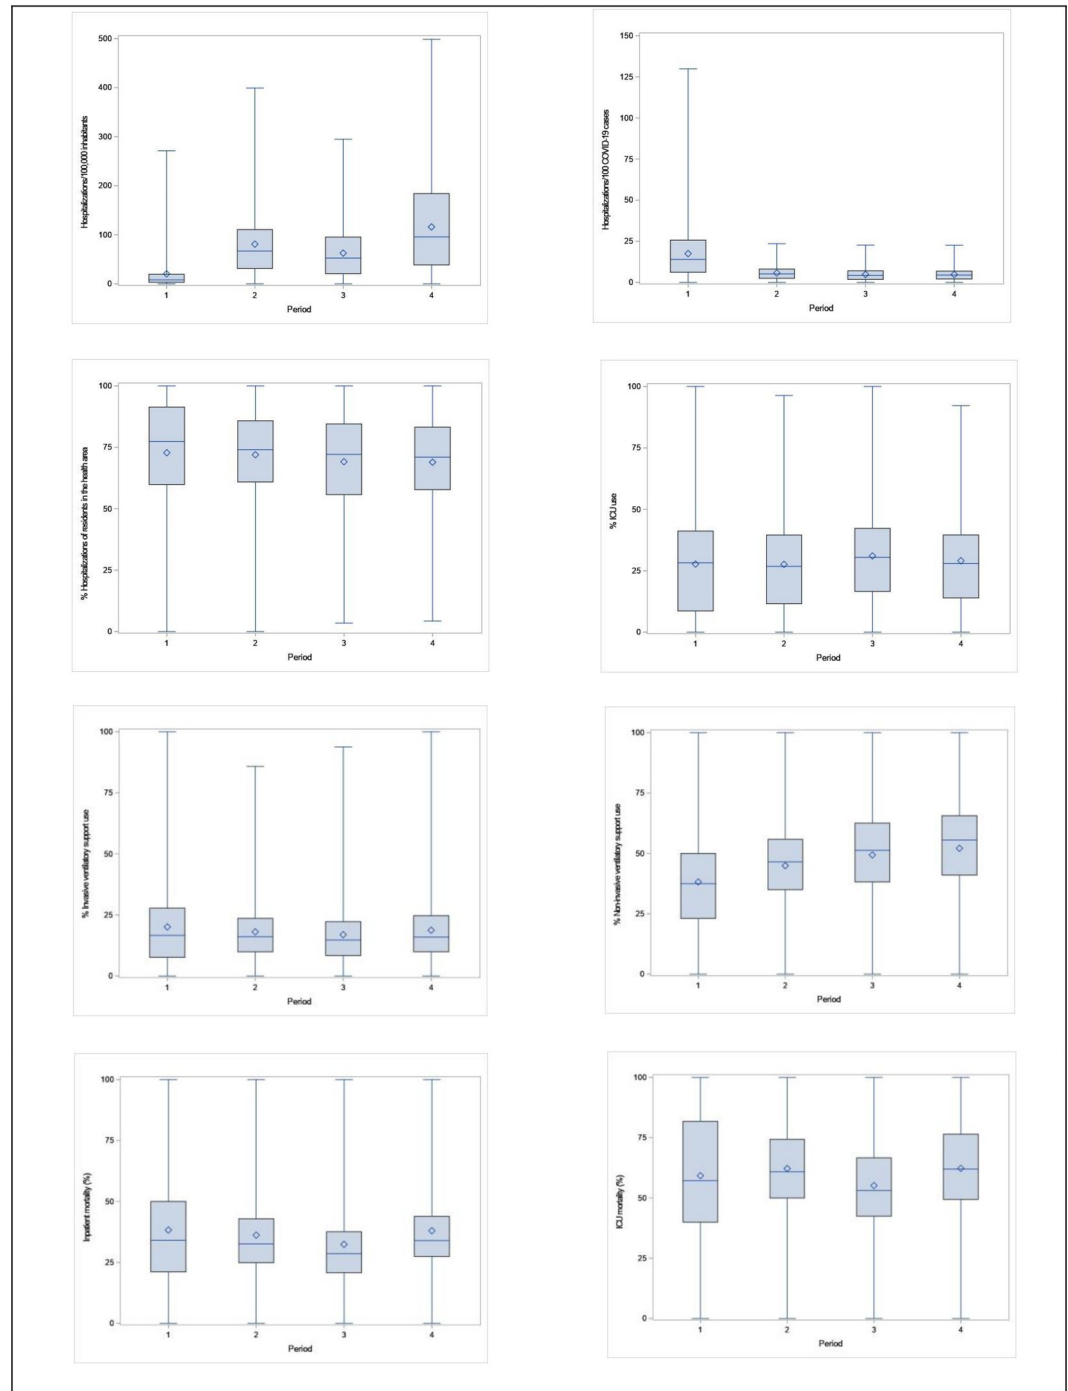 500
400
300
200
100
0
Hospitalizations/100,000 inhabitants
1 2 3 4
Period
150
125
100
75
50
25
0
Hospitalizations/100 COVID-19 cases
1 2 3 4
Period
100
75
50
25
0
% Hospitalizations of residents in the health area
1 2 3 4
Period
100
75
50
25
0
% ICU use
1 2 3 4
Period
100
75
50
25
0
% Invasive ventilatory support use
1 2 3 4
Period
100
75
50
25
0
% Non-invasive ventilatory support use
1 2 3 4
Period
100
75
50
25
0
Inpatient mortality (%)
1 2 3 4
Period
100
75
50
25
0
ICU mortality (%)
1 2 3 4
Period